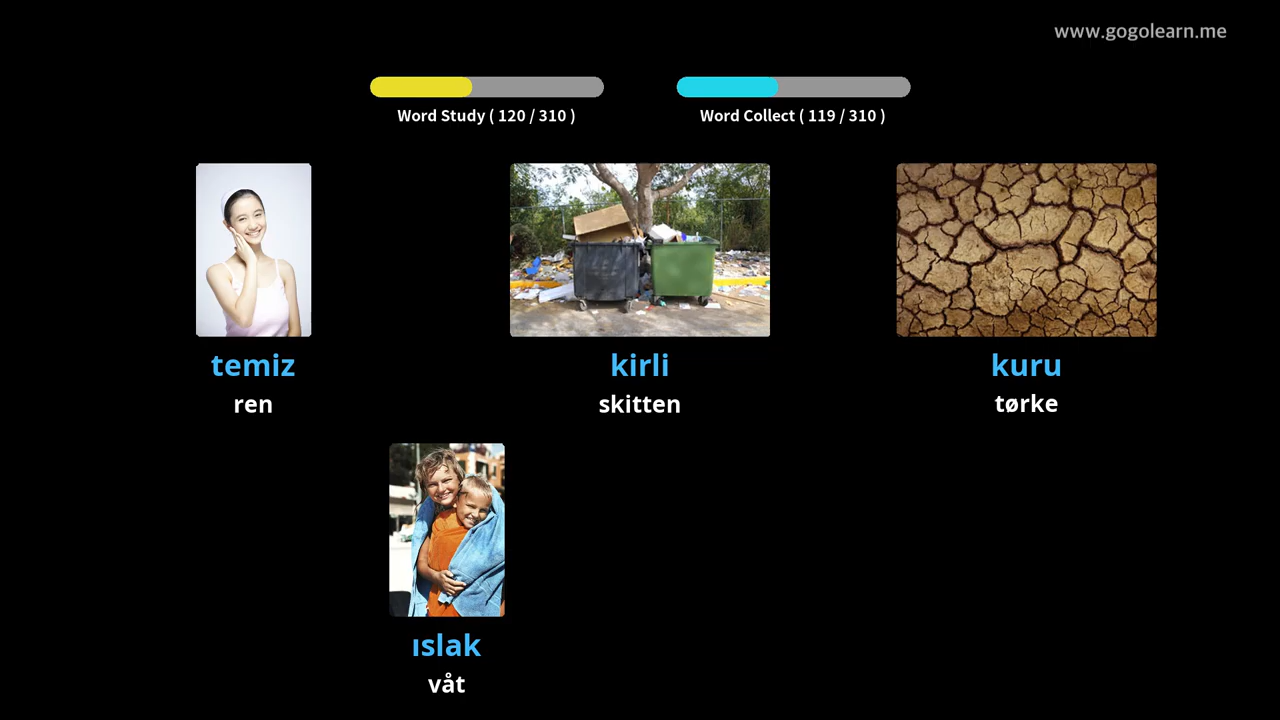 www.gogolearn.me
Word Study ( 120 / 310 )
Word Collect ( 119 / 310 )
temiz
ren
kirli
skitten
kuru
tørke
ıslak
våt